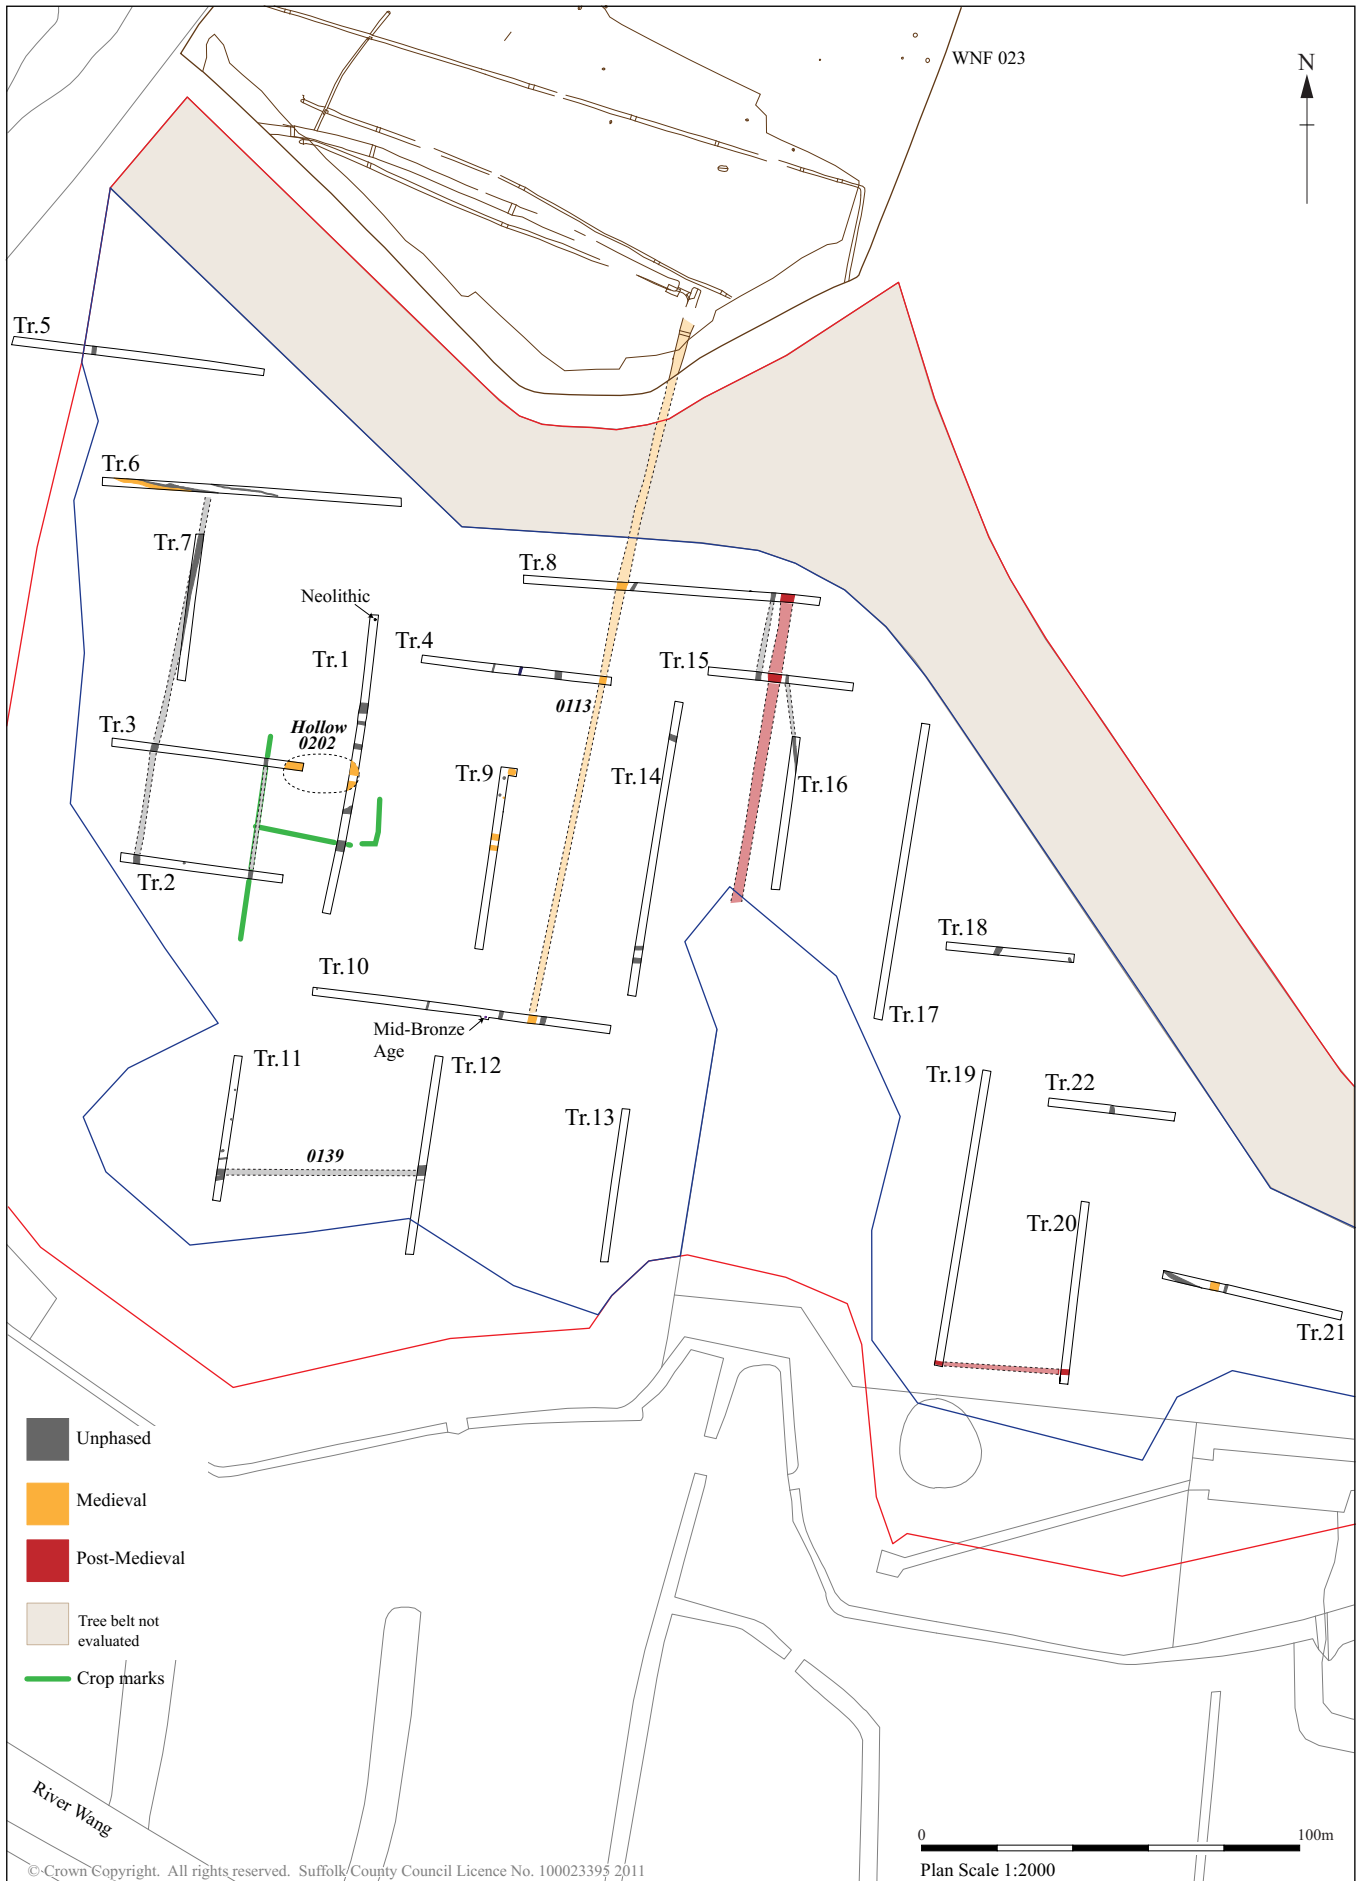 WNF 023
N
Tr.5
Tr.6
Tr.7
Tr.8
Neolithic
Tr.1
Tr.4
Tr.15
0113
Tr.3
Hollow
0202
Tr.9
Tr.14
Tr.16
Tr.2
Tr.18
Tr.10
Tr.17
Mid-Bronze
Age
Tr.11
Tr.12
Tr.19
Tr.22
Tr.13
0139
Tr.20
Tr.21
Unphased
Medieval
Post-Medieval
Tree belt not
evaluated
Crop marks
River Wang
0 100m
Plan Scale 1:2000
© Crown Copyright. All rights reserved. Suffolk County Council Licence No. 100023395 2011